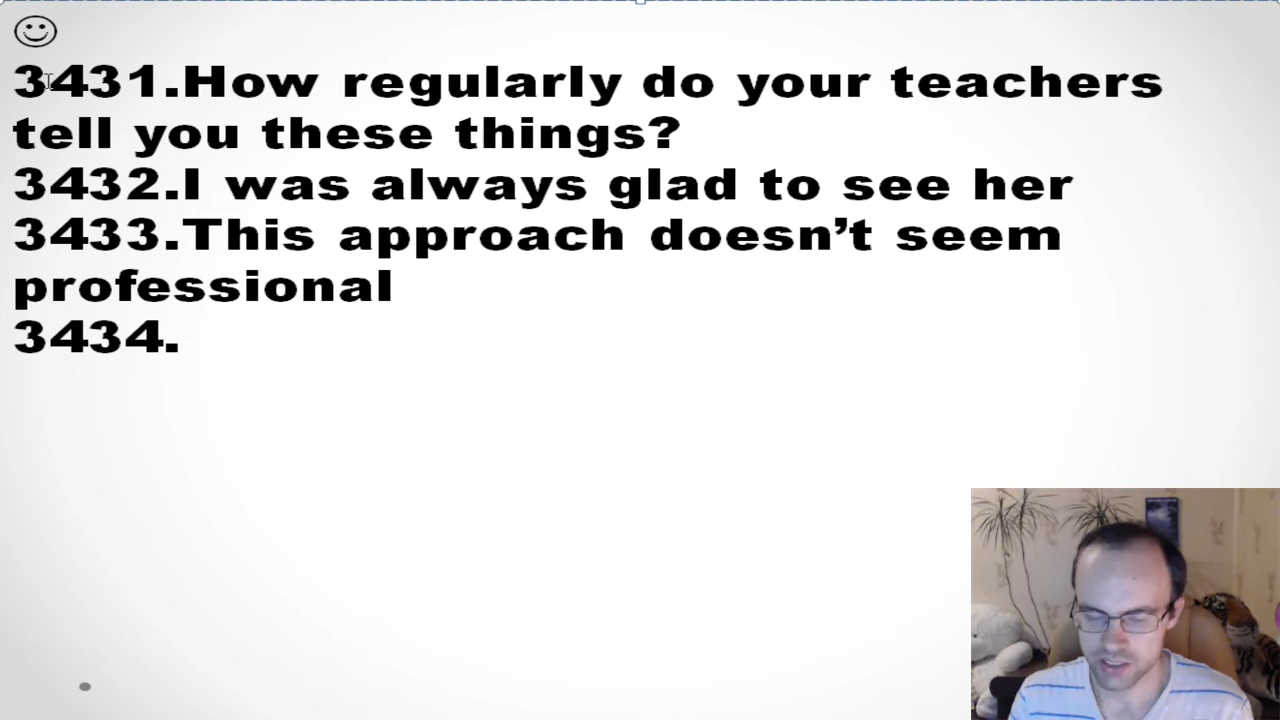 3431.How regularly do your teachers
tell you these things?
3432.I was always glad to see her
3433.This approach doesn’t seem
professional
3434.